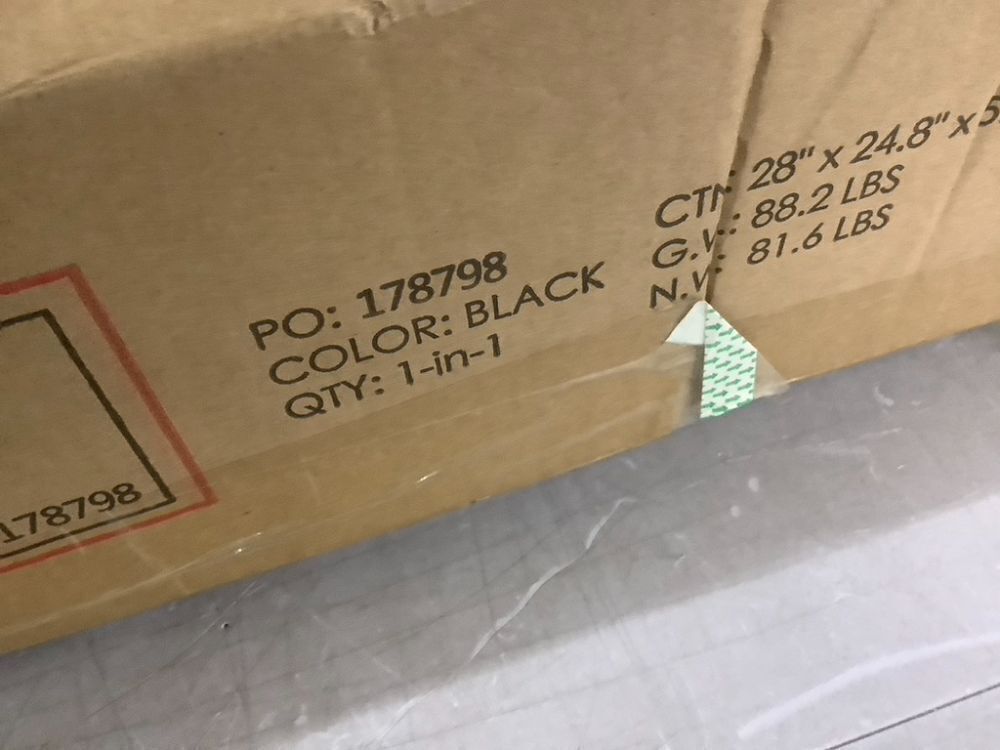 PO: 178798
COLOR: BLACK
QTY: 1-in-1
CTN: 28" x 24.8" x 5
G.W.: 88.2 LBS
N.W: 81.6 LBS
178798